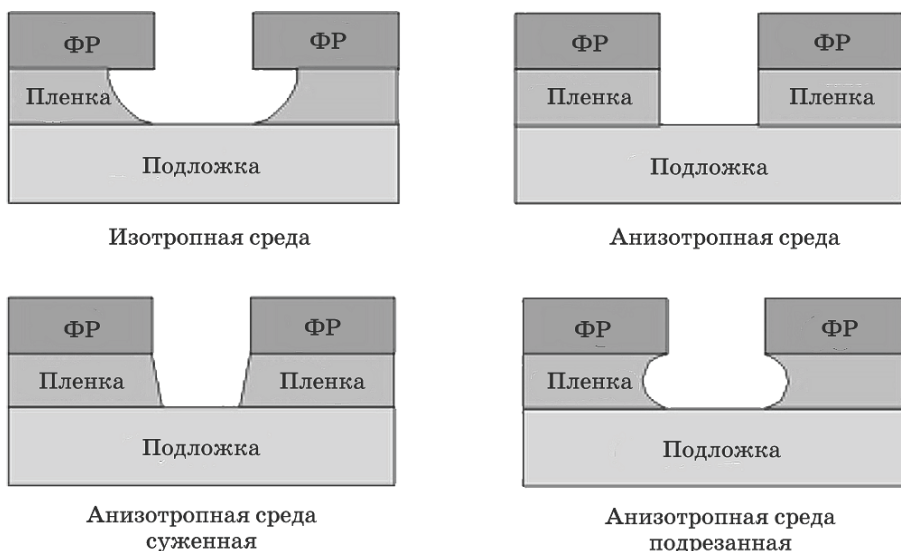 ФР ФР ФР ФР
Пленка Пленка Пленка
Подложка Подложка
Изотропная среда Анизотропная среда
ФР ФР ФР ФР
Пленка Пленка Пленка
Подложка Подложка
Анизотропная среда Анизотропная среда
суженная подрезанная